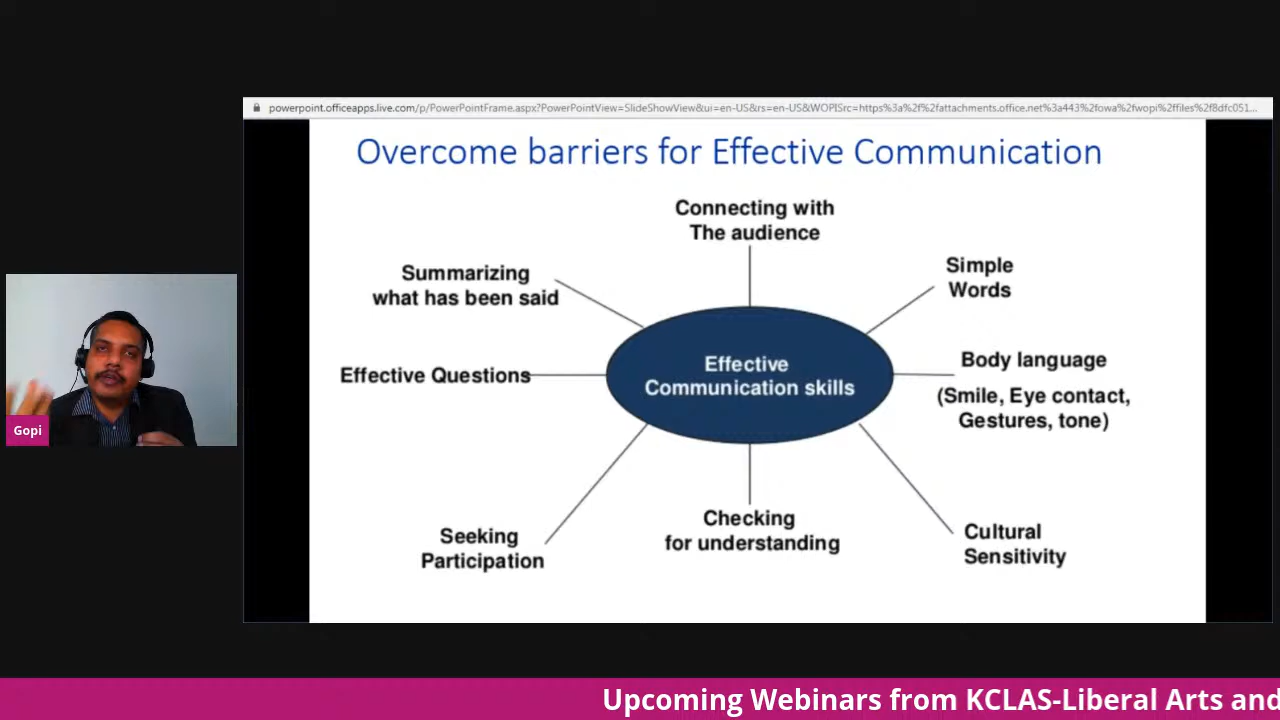 powerpoint.officeapps.live.com/p/PowerPointFrame.aspx?PowerPointView=SlideShowView&ui=en-US&rs=en-US&WOPISrc=https%3a%2f%2fattachments.office.net%3a443%2fowa%2fwopi%2ffiles%2f8dfc051...
Overcome barriers for Effective Communication
Connecting with
The audience
Summarizing
what has been said
Simple
Words
Effective Questions
Effective
Communication skills
Body language
(Smile, Eye contact,
Gestures, tone)
Seeking
Participation
Checking
for understanding
Cultural
Sensitivity
Gopi
Upcoming Webinars from KCLAS-Liberal Arts and